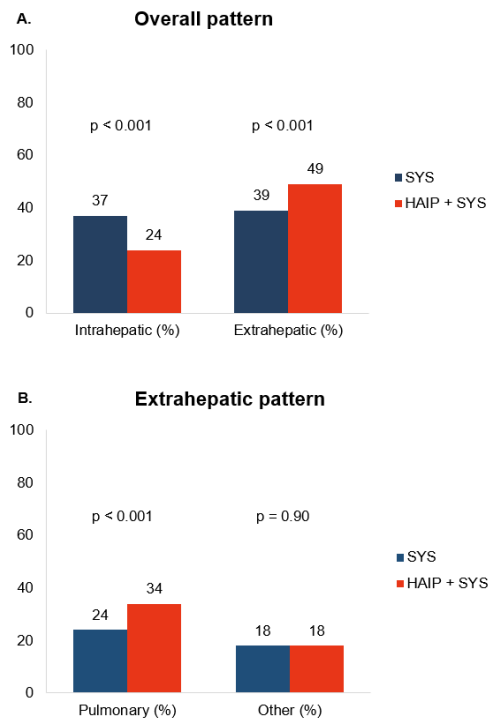 A.
Overall pattern
100
80
60
40
20
0
p < 0.001
p < 0.001
37
24
39
49
Intrahepatic (%)
Extrahepatic (%)
SYS
HAIP + SYS
B.
Extrahepatic pattern
100
80
60
40
20
0
p < 0.001
p = 0.90
24
34
18
18
Pulmonary (%)
Other (%)
SYS
HAIP + SYS